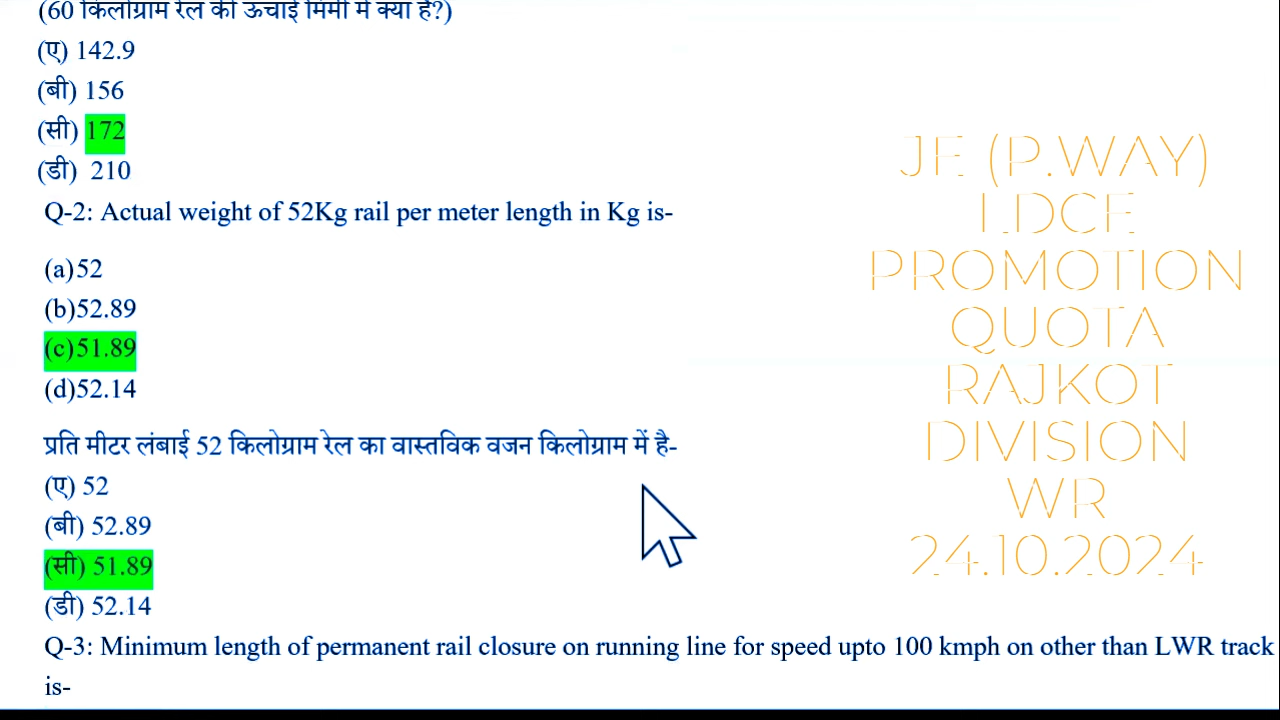 (60 किलोग्राम रेल की ऊंचाई मिमी में क्या है?)
(ए) 142.9
(बी) 156
(सी) 172
(डी) 210
Q-2: Actual weight of 52Kg rail per meter length in Kg is-
(a)52
(b)52.89
(c)51.89
(d)52.14
प्रति मीटर लंबाई 52 किलोग्राम रेल का वास्तविक वजन किलोग्राम में है-
(ए) 52
(बी) 52.89
(सी) 51.89
(डी) 52.14
Q-3: Minimum length of permanent rail closure on running line for speed upto 100 kmph on other than LWR track
is-
JE (P.WAY)
LDCE
PROMOTION
QUOTA
RAJKOT
DIVISION
WR
24.10.2024